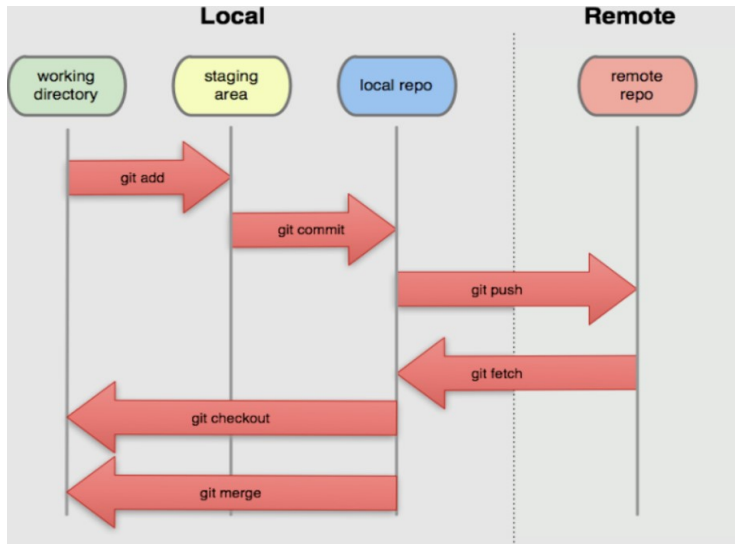 Local
Remote
working
directory
staging
area
local repo
remote
repo
git add
git commit
git push
git fetch
git checkout
git merge